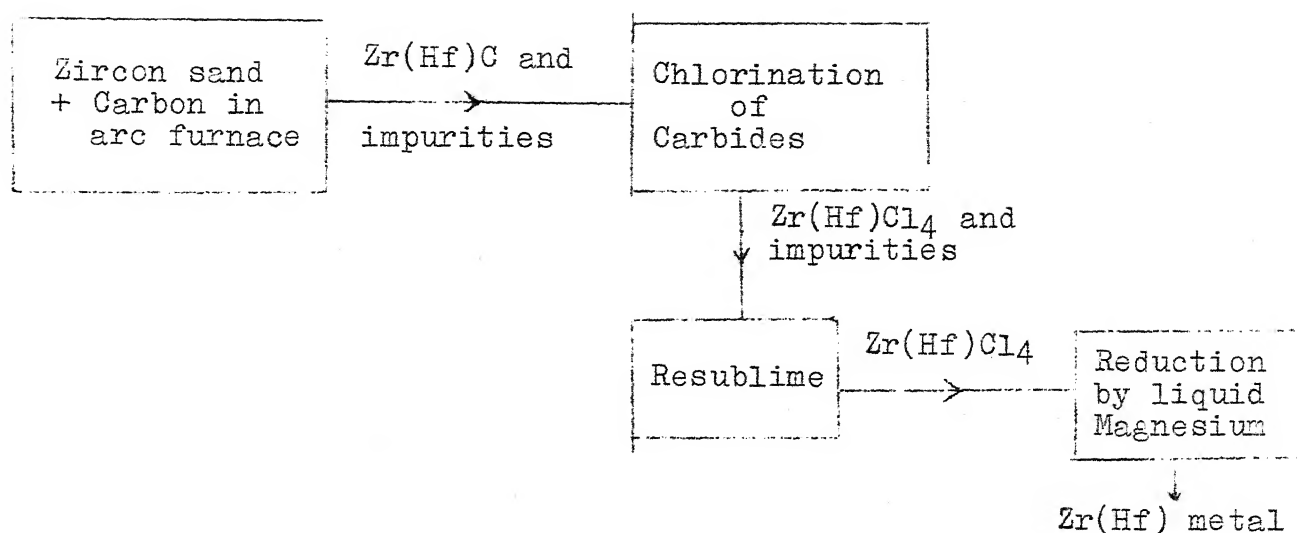 Zircon sand
+ Carbon in
arc furnace
Zr(Hf)C and
impurities
Chlorination
of
Carbides
Zr(Hf)Cl4 and
impurities
Resublime
Zr(Hf)Cl4
Reduction
by liquid
Magnesium
Zr(Hf) metal